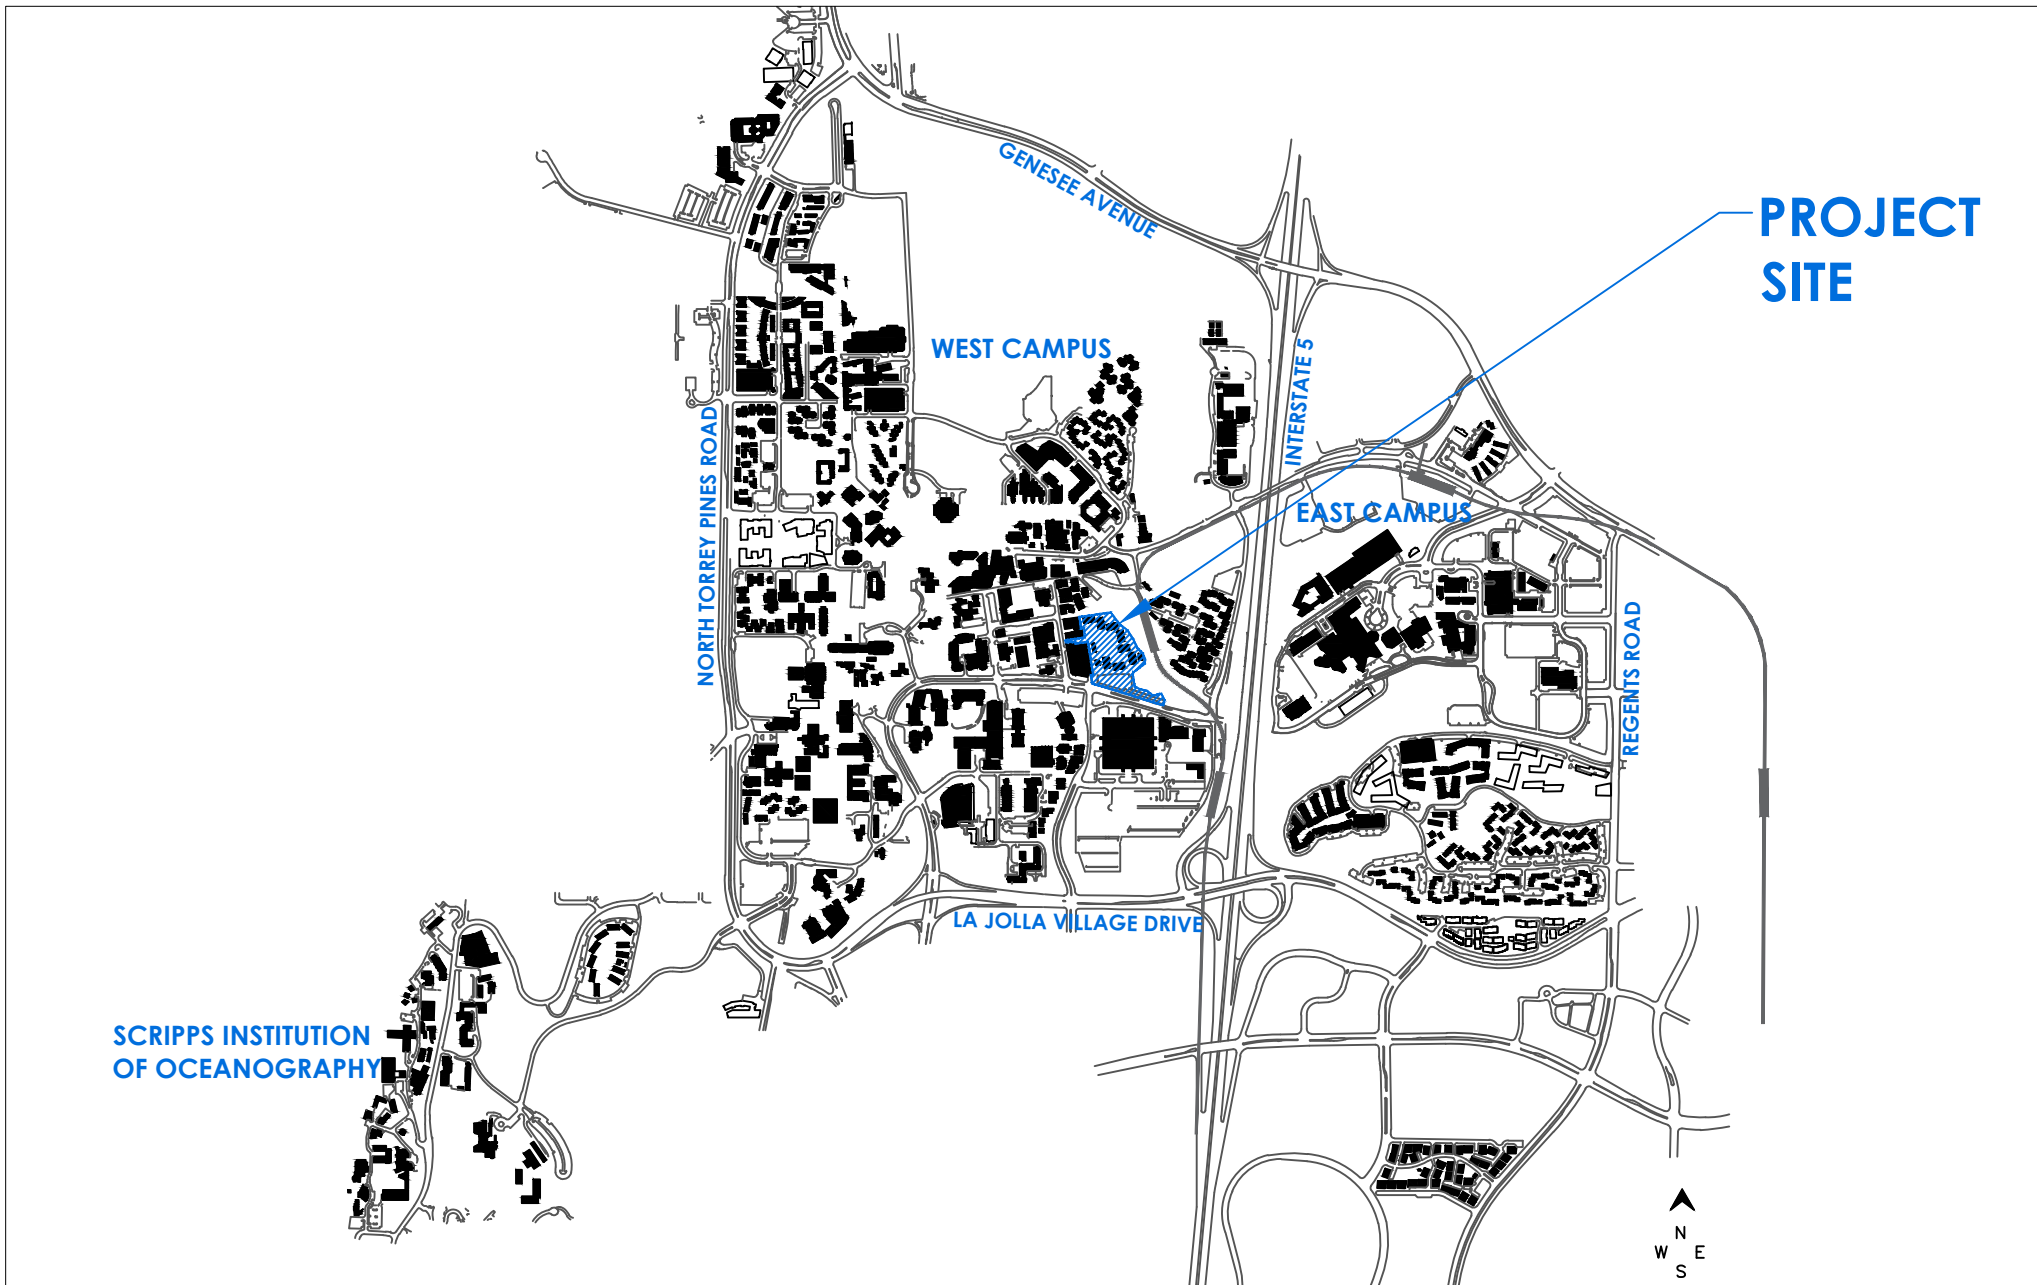 GENESEE AVENUE
PROJECT
SITE
WEST CAMPUS
INTERSTATE 5
NORTH TORREY PINES ROAD
EAST CAMPUS
REGENTS ROAD
LA JOLLA VILLAGE DRIVE
SCRIPPS INSTITUTION
OF OCEANOGRAPHY
N
W E
S